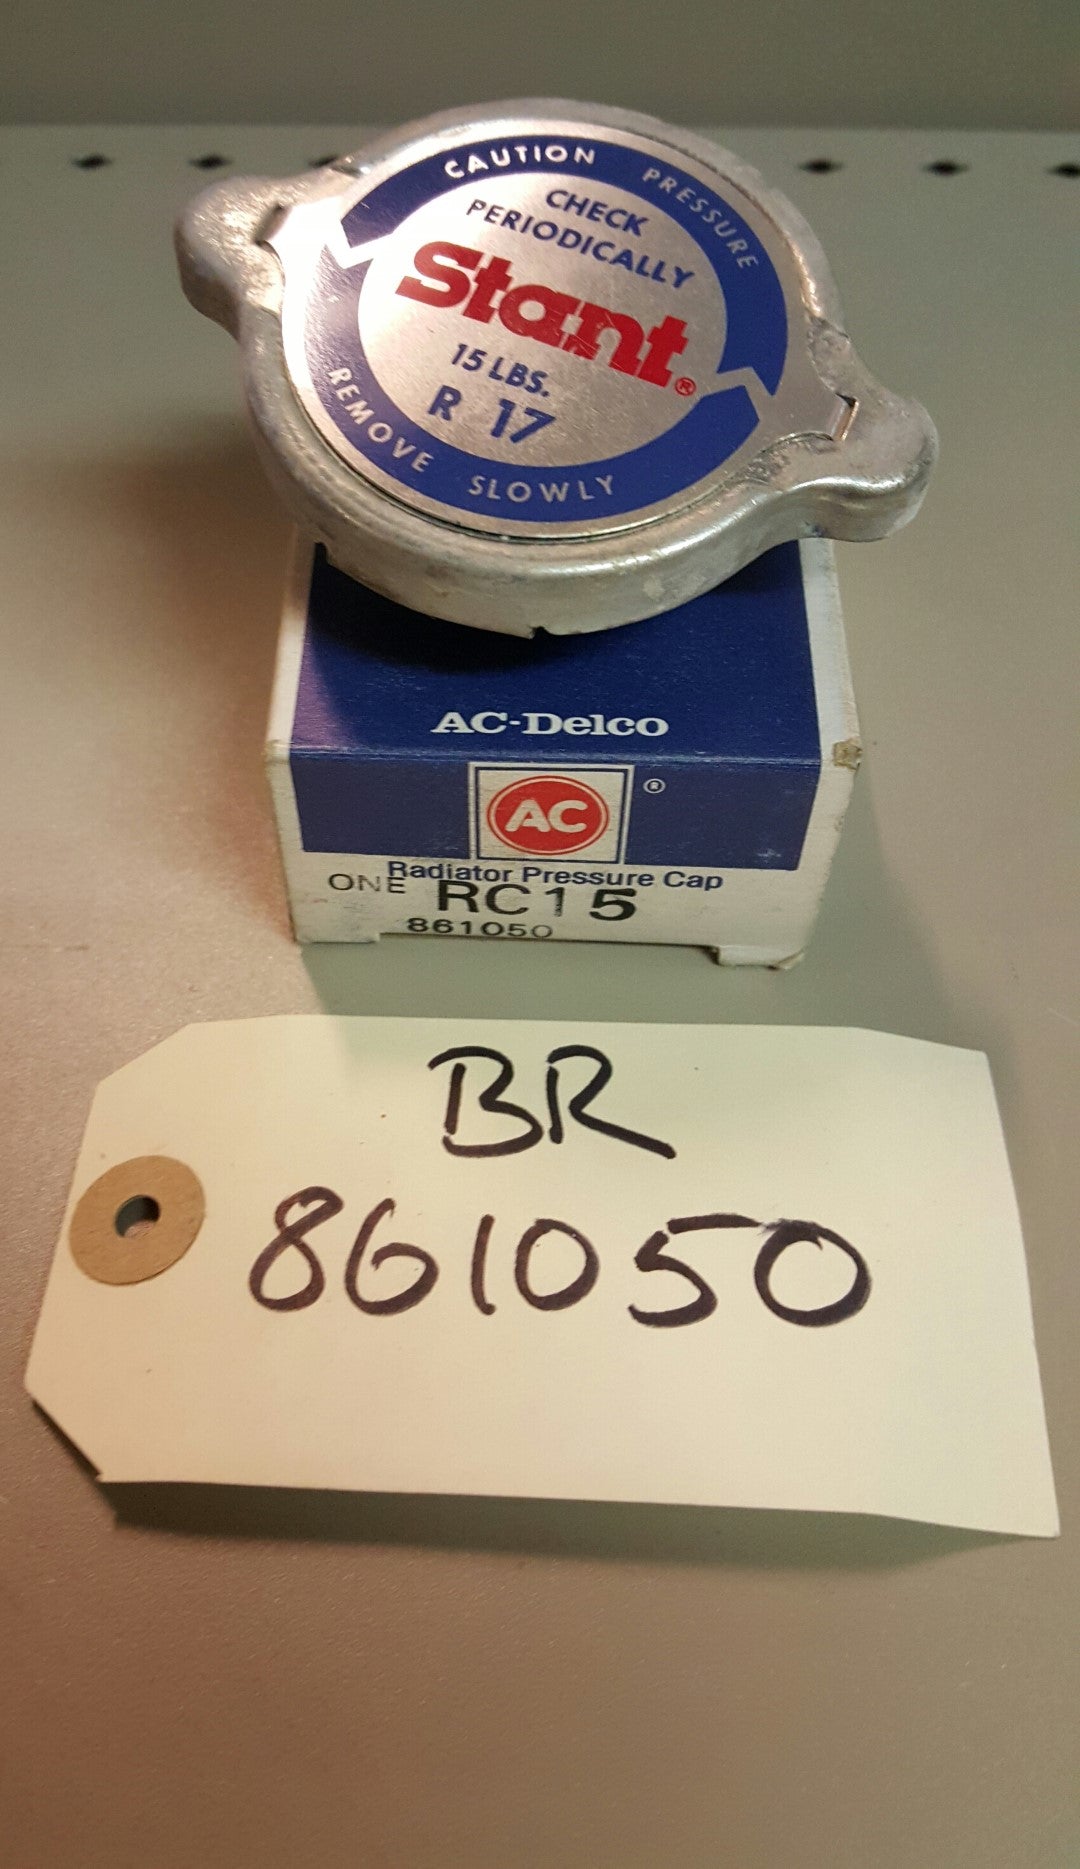 CAUTION PRESSURE
CHECK
PERIODICALLY
Stant®
15 LBS.
R 17
REMOVE SLOWLY
AC-Delco
AC ®
Radiator Pressure Cap
ONE RC15
861050
BR
861050